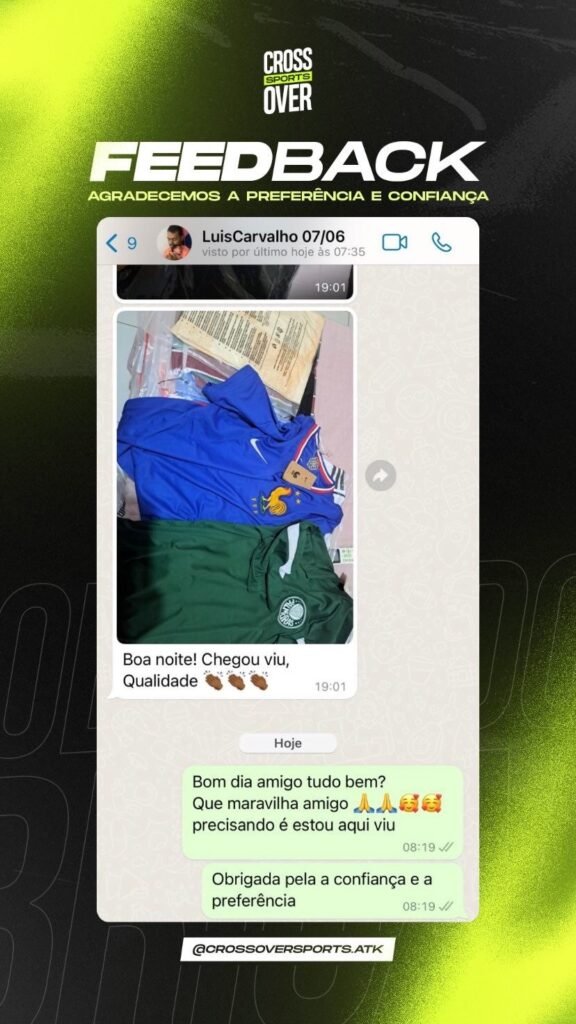 CROSS
SPORTS
OVER
FEEDBACK
AGRADECEMOS A PREFERÊNCIA E CONFIANÇA
9
LuisCarvalho 07/06
visto por último hoje às 07:35
19:01
PALMEIRAS
Boa noite! Chegou viu,
Qualidade 👏🏾👏🏾👏🏾
19:01
Hoje
Bom dia amigo tudo bem?
Que maravilha amigo 🙏🙏🥰🥰
precisando é estou aqui viu
08:19
Obrigada pela a confiança e a
preferência
08:19
@CROSSOVERSPORTS.ATK